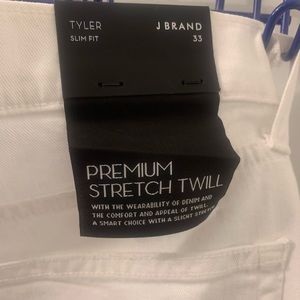 TYLER J BRAND
SLIM FIT 33
PREMIUM
STRETCH TWILL
WITH THE WEARABILITY OF DENIM AND
THE COMFORT AND APPEAL OF TWILL.
A SMART CHOICE WITH A SLIGHT STRETCH